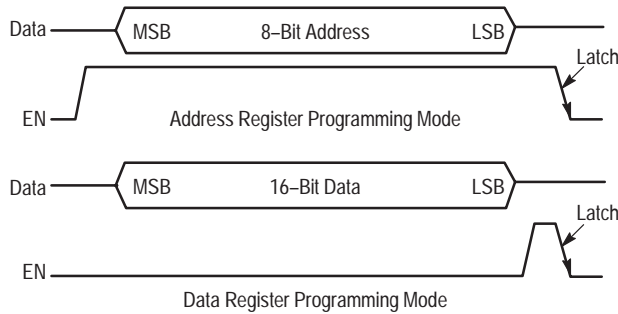 Data MSB 8–Bit Address LSB
Latch
EN Address Register Programming Mode
Data MSB 16–Bit Data LSB
Latch
EN
Data Register Programming Mode